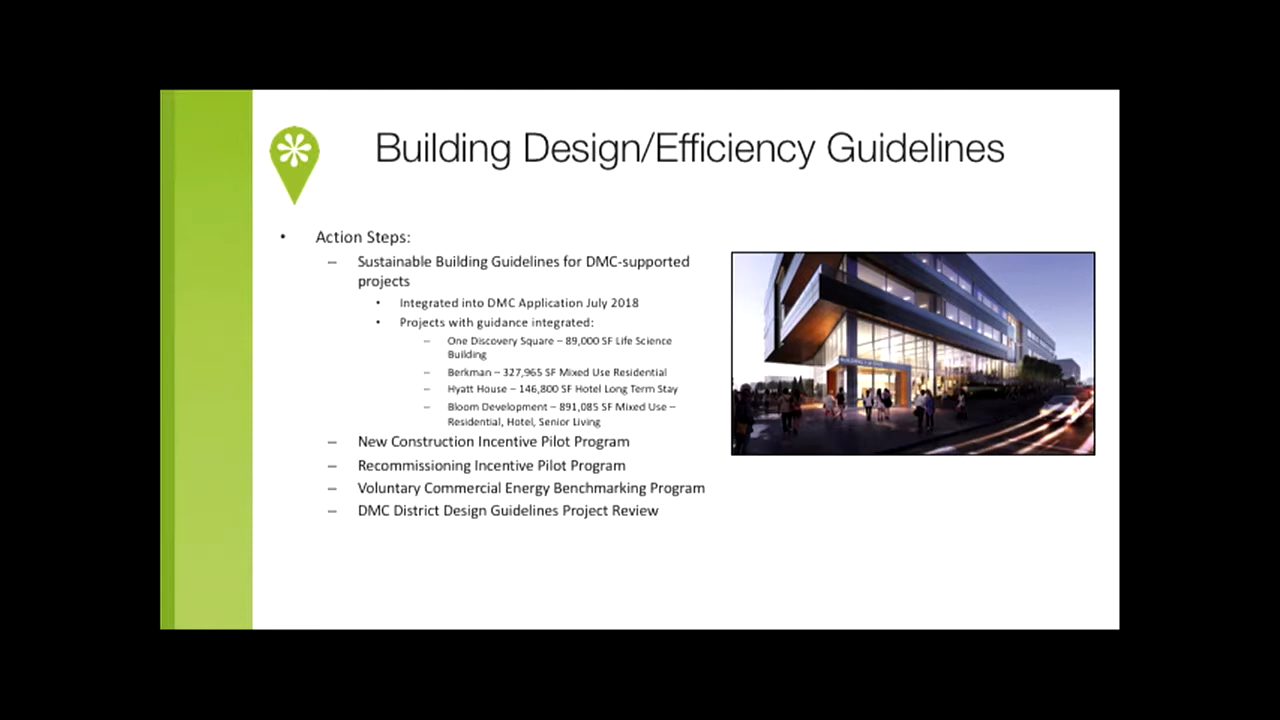 Building Design/Efficiency Guidelines
• Action Steps:
– Sustainable Building Guidelines for DMC-supported
projects
• Integrated into DMC Application July 2018
• Projects with guidance integrated:
– One Discovery Square – 89,000 SF Life Science
Building
– Berkman – 327,965 SF Mixed Use Residential
– Hyatt House – 146,800 SF Hotel Long Term Stay
– Bloom Development – 891,085 SF Mixed Use –
Residential, Hotel, Senior Living
– New Construction Incentive Pilot Program
– Recommissioning Incentive Pilot Program
– Voluntary Commercial Energy Benchmarking Program
– DMC District Design Guidelines Project Review